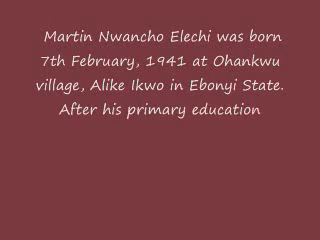 Martin Nwancho Elechi was born
7th February, 1941 at Ohankwu
village, Alike Ikwo in Ebonyi State.
After his primary education